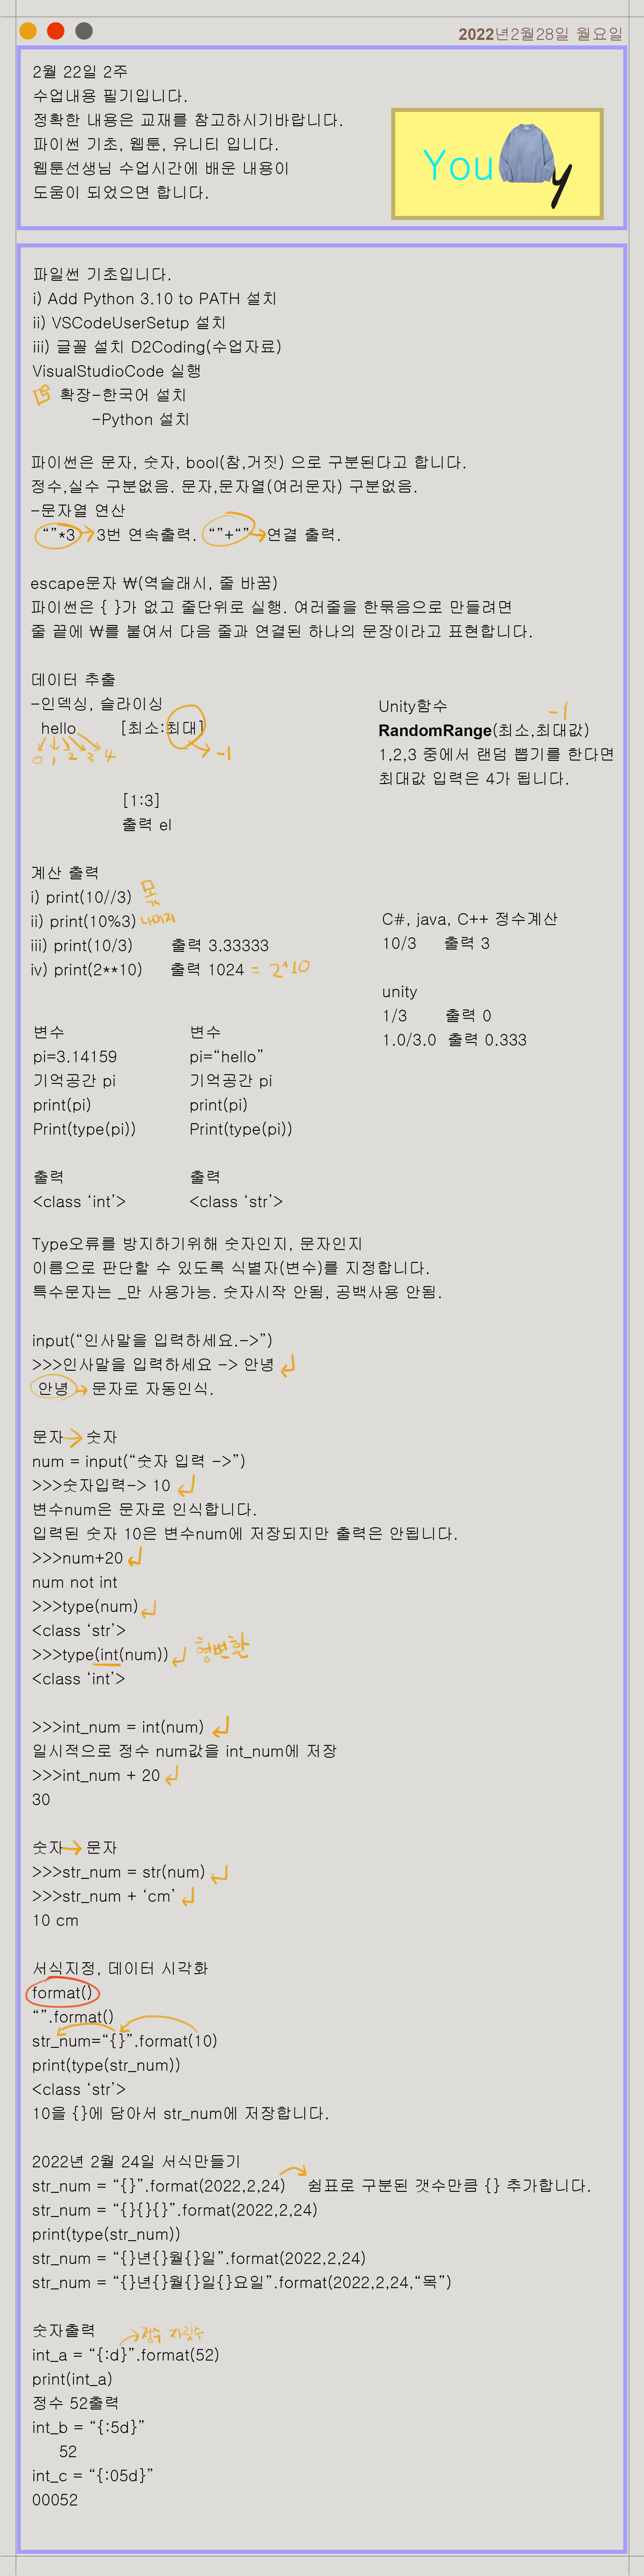 2022년2월28일 월요일
2월 22일 2주
수업내용 필기입니다.
정확한 내용은 교재를 참고하시기바랍니다.
파이썬 기초, 웹툰, 유니티 입니다.
웹툰선생님 수업시간에 배운 내용이
도움이 되었으면 합니다.
You y
파일썬 기초입니다.
i) Add Python 3.10 to PATH 설치
ii) VSCodeUserSetup 설치
iii) 글꼴 설치 D2Coding(수업자료)
VisualStudioCode 실행
확장-한국어 설치
-Python 설치
파이썬은 문자, 숫자, bool(참,거짓) 으로 구분된다고 합니다.
정수,실수 구분없음. 문자,문자열(여러문자) 구분없음.
-문자열 연산
“”*3 → 3번 연속출력. “”+“” → 연결 출력.
escape문자 ₩(역슬래시, 줄 바꿈)
파이썬은 { }가 없고 줄단위로 실행. 여러줄을 한묶음으로 만들려면
줄 끝에 ₩를 붙여서 다음 줄과 연결된 하나의 문장이라고 표현합니다.
데이터 추출
-인덱싱, 슬라이싱
hello [최소:최대]
0 1 2 3 4 → -1
[1:3]
출력 el
Unity함수
-1
RandomRange(최소,최대값)
1,2,3 중에서 랜덤 뽑기를 한다면
최대값 입력은 4가 됩니다.
계산 출력
i) print(10//3) 몫
ii) print(10%3) 나머지
iii) print(10/3) 출력 3.33333
iv) print(2**10) 출력 1024 = 2^10
C#, java, C++ 정수계산
10/3 출력 3
unity
1/3 출력 0
1.0/3.0 출력 0.333
변수
pi=3.14159
기억공간 pi
print(pi)
Print(type(pi))
출력
<class ‘int’>
변수
pi=“hello”
기억공간 pi
print(pi)
Print(type(pi))
출력
<class ‘str’>
Type오류를 방지하기위해 숫자인지, 문자인지
이름으로 판단할 수 있도록 식별자(변수)를 지정합니다.
특수문자는 _만 사용가능. 숫자시작 안됨, 공백사용 안됨.
input(“인사말을 입력하세요.->”)
>>>인사말을 입력하세요 -> 안녕 ↲
안녕 → 문자로 자동인식.
문자 → 숫자
num = input(“숫자 입력 ->”)
>>>숫자입력-> 10 ↲
변수num은 문자로 인식합니다.
입력된 숫자 10은 변수num에 저장되지만 출력은 안됩니다.
>>>num+20 ↲
num not int
>>>type(num) ↲
<class ‘str’>
>>>type(int(num)) ↲ 형변환
<class ‘int’>
>>>int_num = int(num) ↲
일시적으로 정수 num값을 int_num에 저장
>>>int_num + 20 ↲
30
숫자 → 문자
>>>str_num = str(num) ↲
>>>str_num + ‘cm’ ↲
10 cm
서식지정, 데이터 시각화
format()
“”.format()
str_num=“{}”.format(10)
print(type(str_num))
<class ‘str’>
10을 {}에 담아서 str_num에 저장합니다.
2022년 2월 24일 서식만들기
str_num = “{}”.format(2022,2,24) 쉼표로 구분된 갯수만큼 {} 추가합니다.
str_num = “{}{}{}”.format(2022,2,24)
print(type(str_num))
str_num = “{}년{}월{}일”.format(2022,2,24)
str_num = “{}년{}월{}일{}요일”.format(2022,2,24,“목”)
숫자출력
→ 정수 자릿수
int_a = “{:d}”.format(52)
print(int_a)
정수 52출력
int_b = “{:5d}”
52
int_c = “{:05d}”
00052